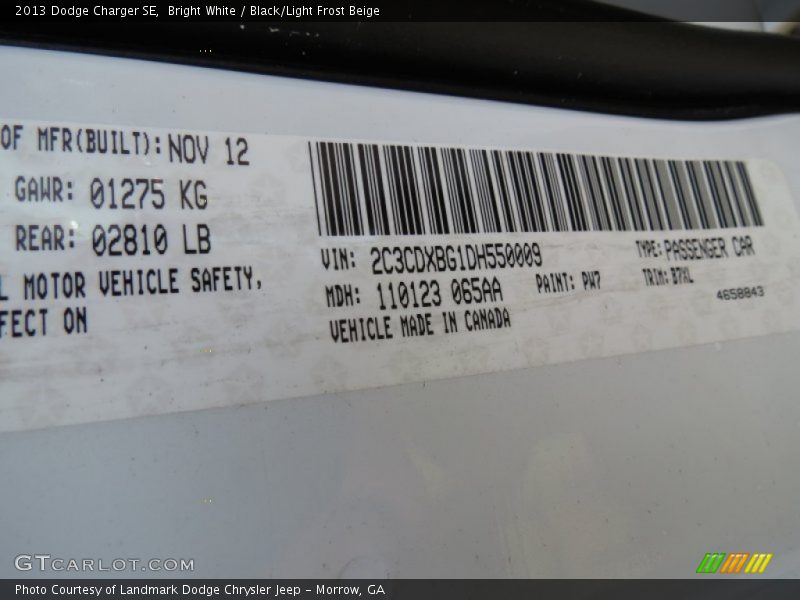 2013 Dodge Charger SE,  Bright White / Black/Light Frost Beige
OF MFR(BUILT): NOV 12
GAWR: 01275 KG
REAR: 02810 LB
L MOTOR VEHICLE SAFETY,
FECT ON
VIN: 2C3CDXBG1DH550009
TYPE: PASSENGER CAR
MDH: 110123 065AA
PAINT: PW7
TRIM: B7XL
VEHICLE MADE IN CANADA
4658843
GTCARLOT.COM
Photo Courtesy of Landmark Dodge Chrysler Jeep – Morrow, GA